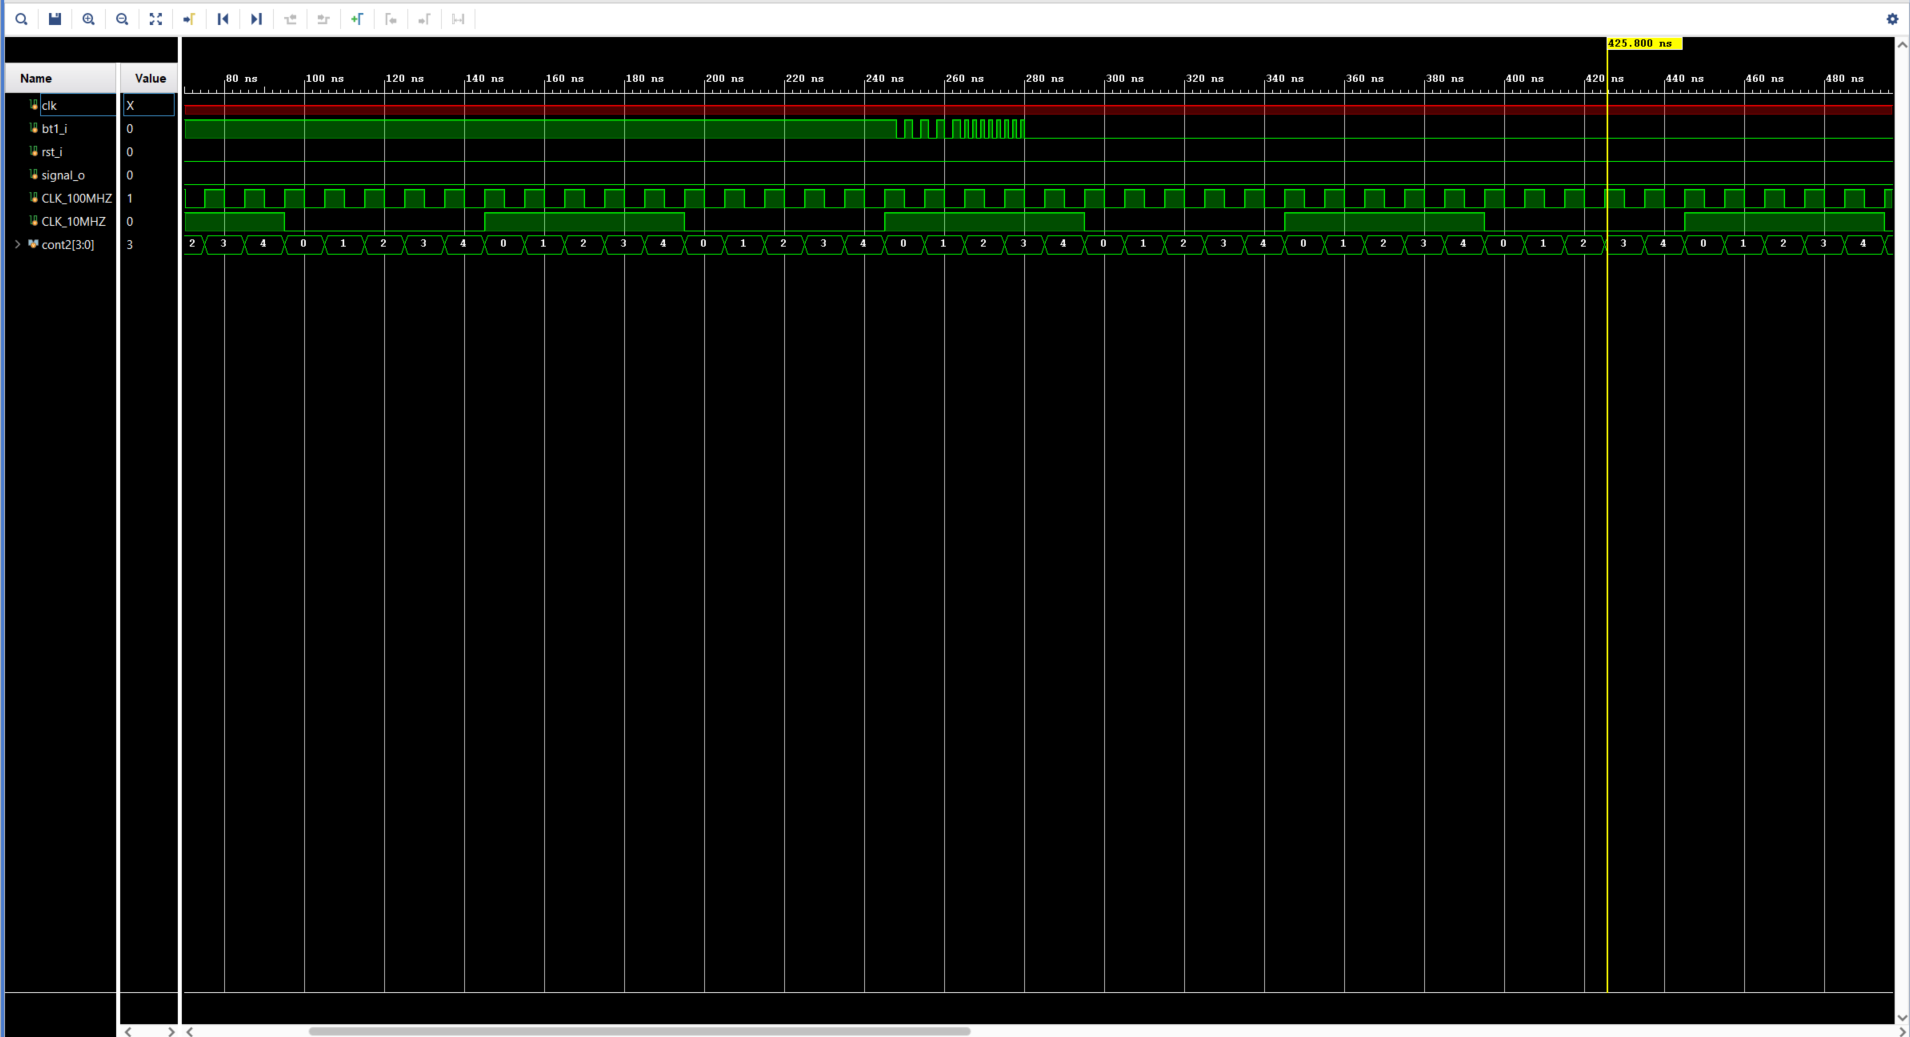 425.800 ns
Name Value
80 ns 100 ns 120 ns 140 ns 160 ns 180 ns 200 ns 220 ns 240 ns 260 ns 280 ns 300 ns 320 ns 340 ns 360 ns 380 ns 400 ns 420 ns 440 ns 460 ns 480 ns
clk X
bt1_i 0
rst_i 0
signal_o 0
CLK_100MHZ 1
CLK_10MHZ 0
cont2[3:0] 3 2 3 4 0 1 2 3 4 0 1 2 3 4 0 1 2 3 4 0 1 2 3 4 0 1 2 3 4 0 1 2 3 4 0 1 2 3 4 0 1 2 3 4